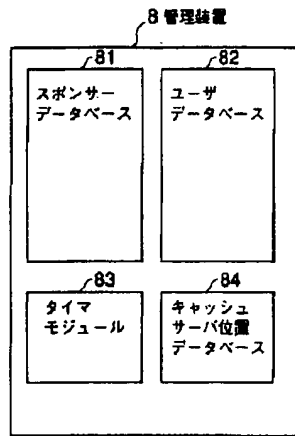 8 管理装置
81
82
スポンサー
データベース
ユーザ
データベース
83
84
タイマ
モジュール
キャッシュ
サーバ位置
データベース